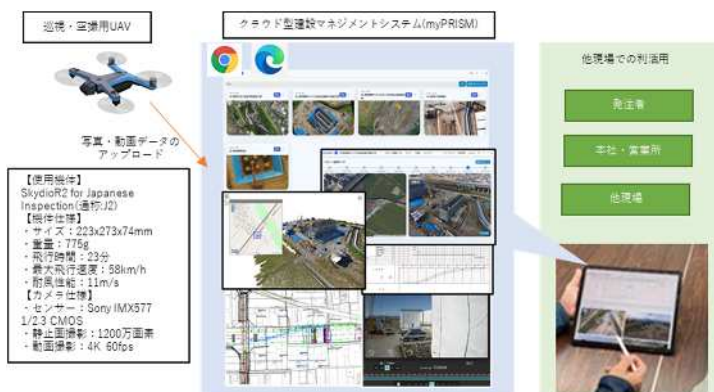 巡視・空撮用UAV
クラウド型建設マネジメントシステム(myPRISM)
写真・動画データの
アップロード
【使用機体】
SkydioR2 for Japanese
Inspection(通称:J2)
【機体仕様】
・サイズ：223x273x74mm
・重量：775g
・飛行時間：23分
・最大飛行速度：58km/h
・耐風性能：11m/s
【カメラ仕様】
・センサー：Sony IMX577
1/2.3 CMOS
・静止画撮影：1200万画素
・動画撮影：4K 60fps
他現場での利活用
発注者
本社・営業所
他現場